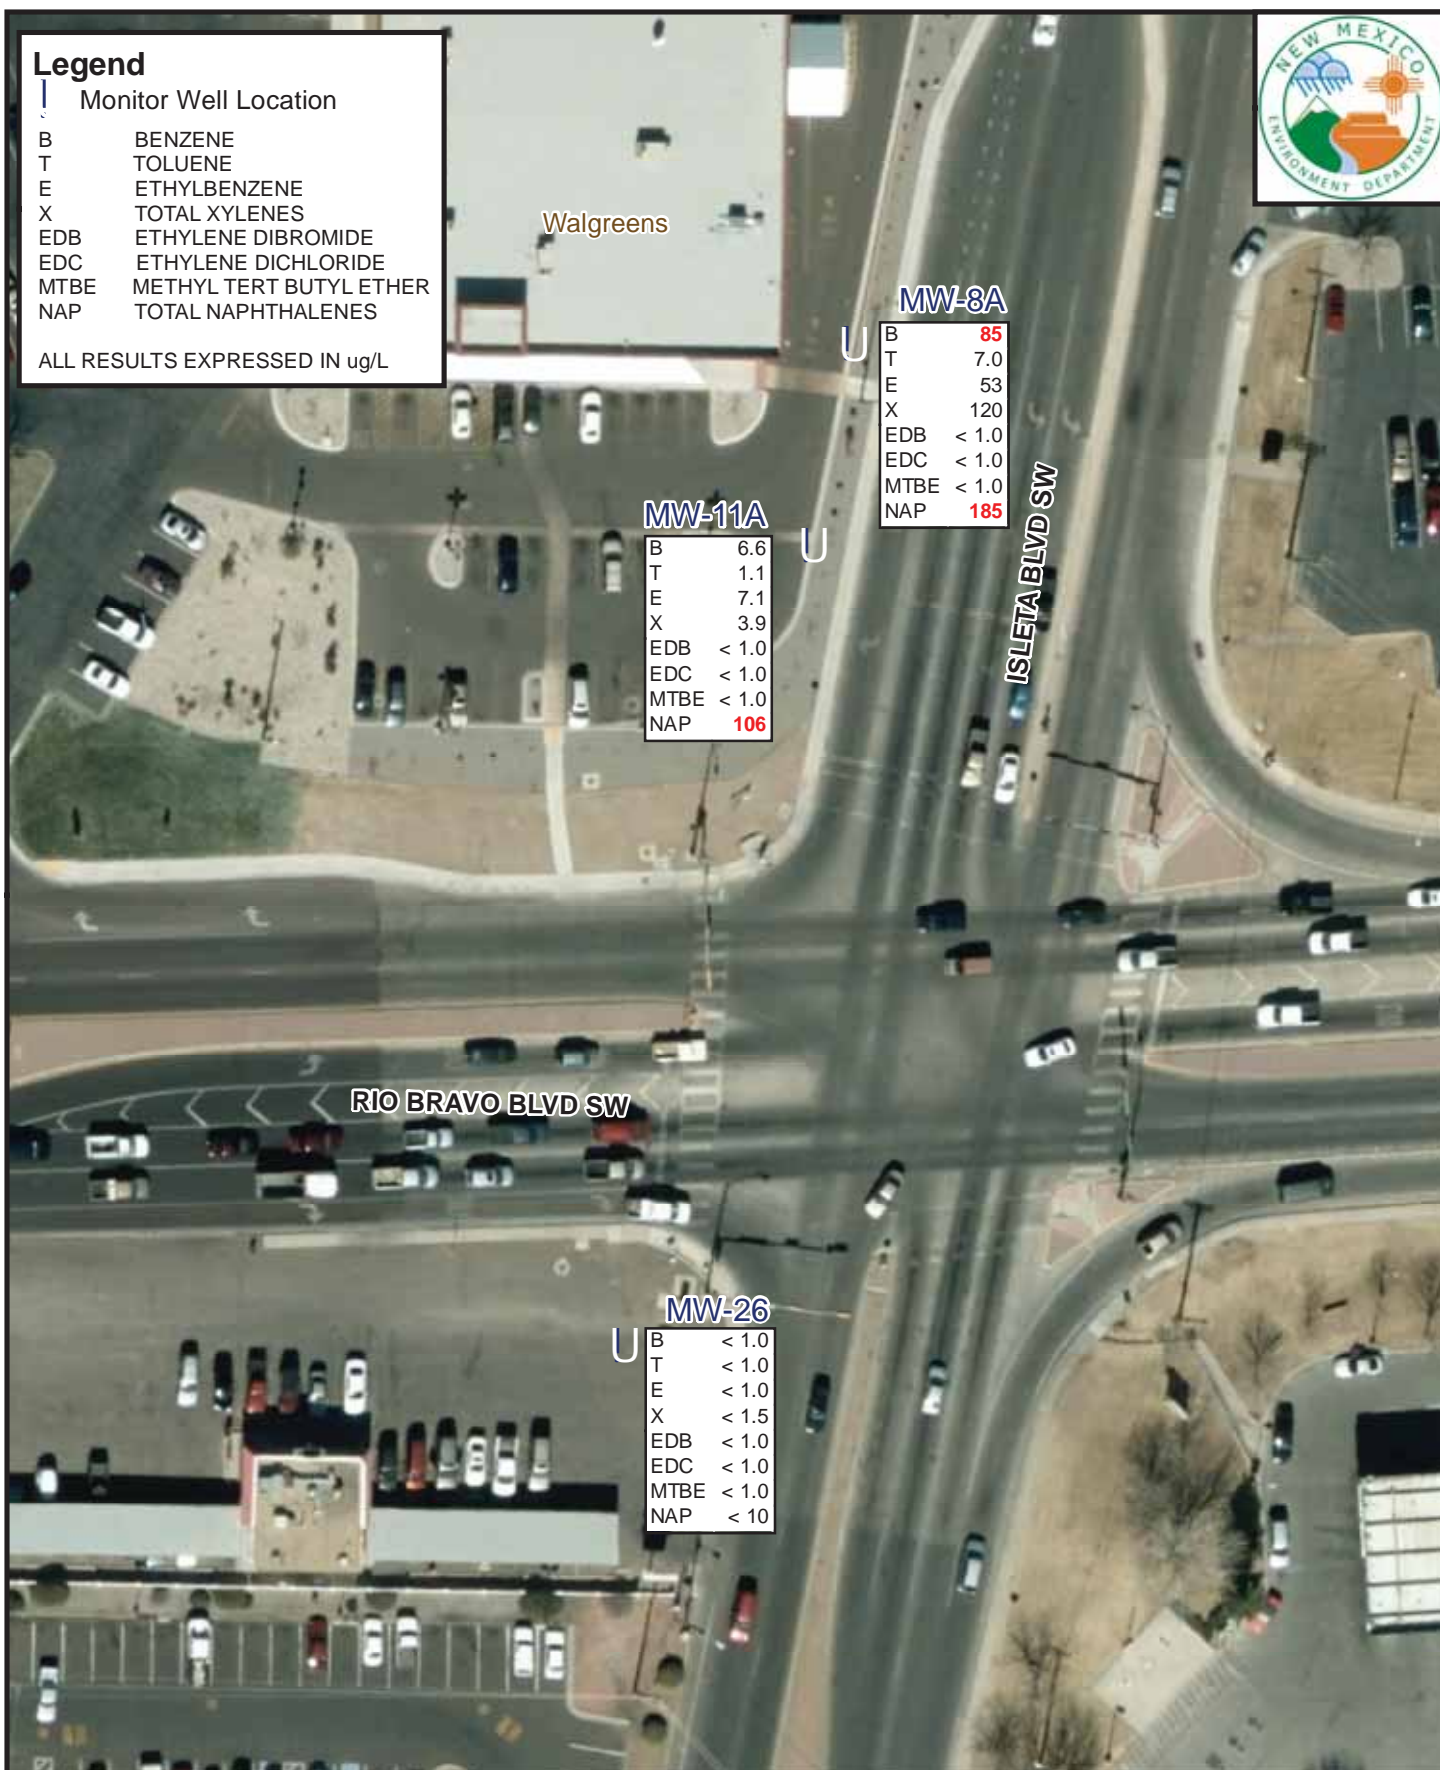 Legend
Monitor Well Location
B BENZENE
T TOLUENE
E ETHYLBENZENE
X TOTAL XYLENES
EDB ETHYLENE DIBROMIDE
EDC ETHYLENE DICHLORIDE
MTBE METHYL TERT BUTYL ETHER
NAP TOTAL NAPHTHALENES
ALL RESULTS EXPRESSED IN ug/L
NEW MEXICO
ENVIRONMENT DEPARTMENT
Walgreens
MW-8A
B 85
T 7.0
E 53
X 120
EDB < 1.0
EDC < 1.0
MTBE < 1.0
NAP 185
MW-11A
B 6.6
T 1.1
E 7.1
X 3.9
EDB < 1.0
EDC < 1.0
MTBE < 1.0
NAP 106
ISLETA BLVD SW
RIO BRAVO BLVD SW
MW-26
B < 1.0
T < 1.0
E < 1.0
X < 1.5
EDB < 1.0
EDC < 1.0
MTBE < 1.0
NAP < 10